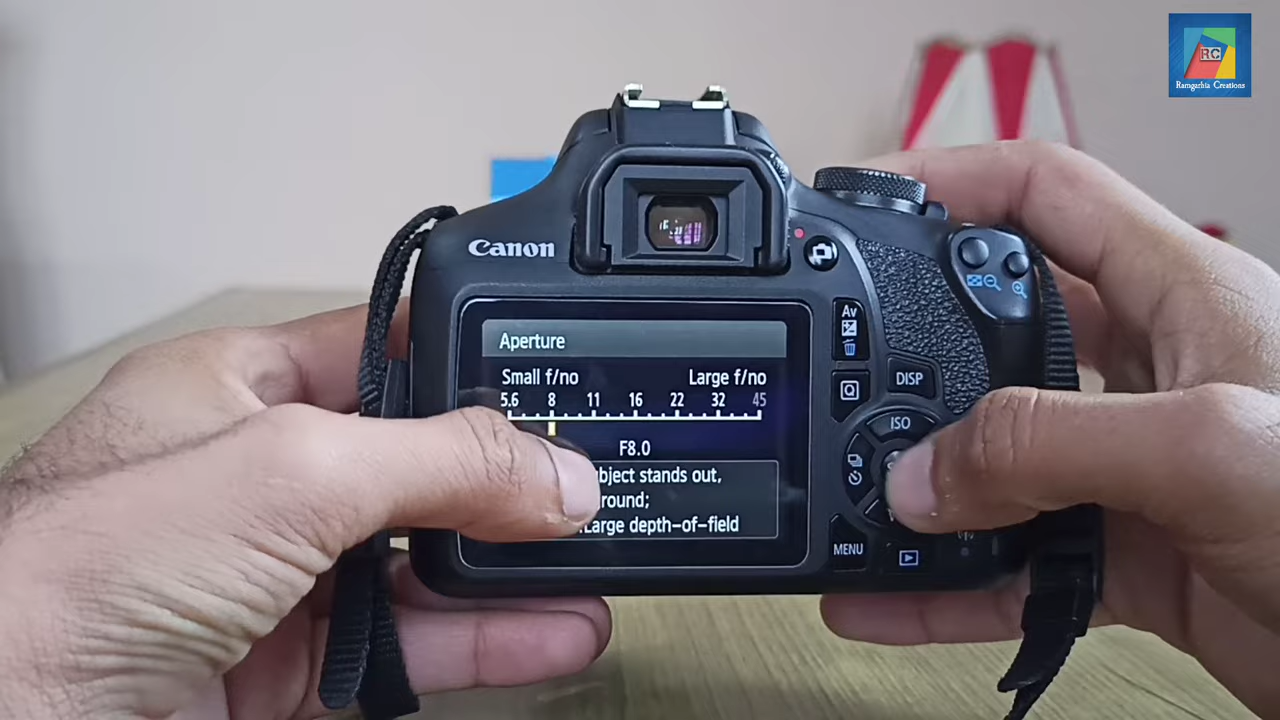 RC
Ramgarhia Creations
Canon
Av
Aperture
Small f/no Large f/no
5.6 8 11 16 22 32 45
F8.0
bject stands out,
round;
Large depth-of-field
Q
DISP
ISO
MENU